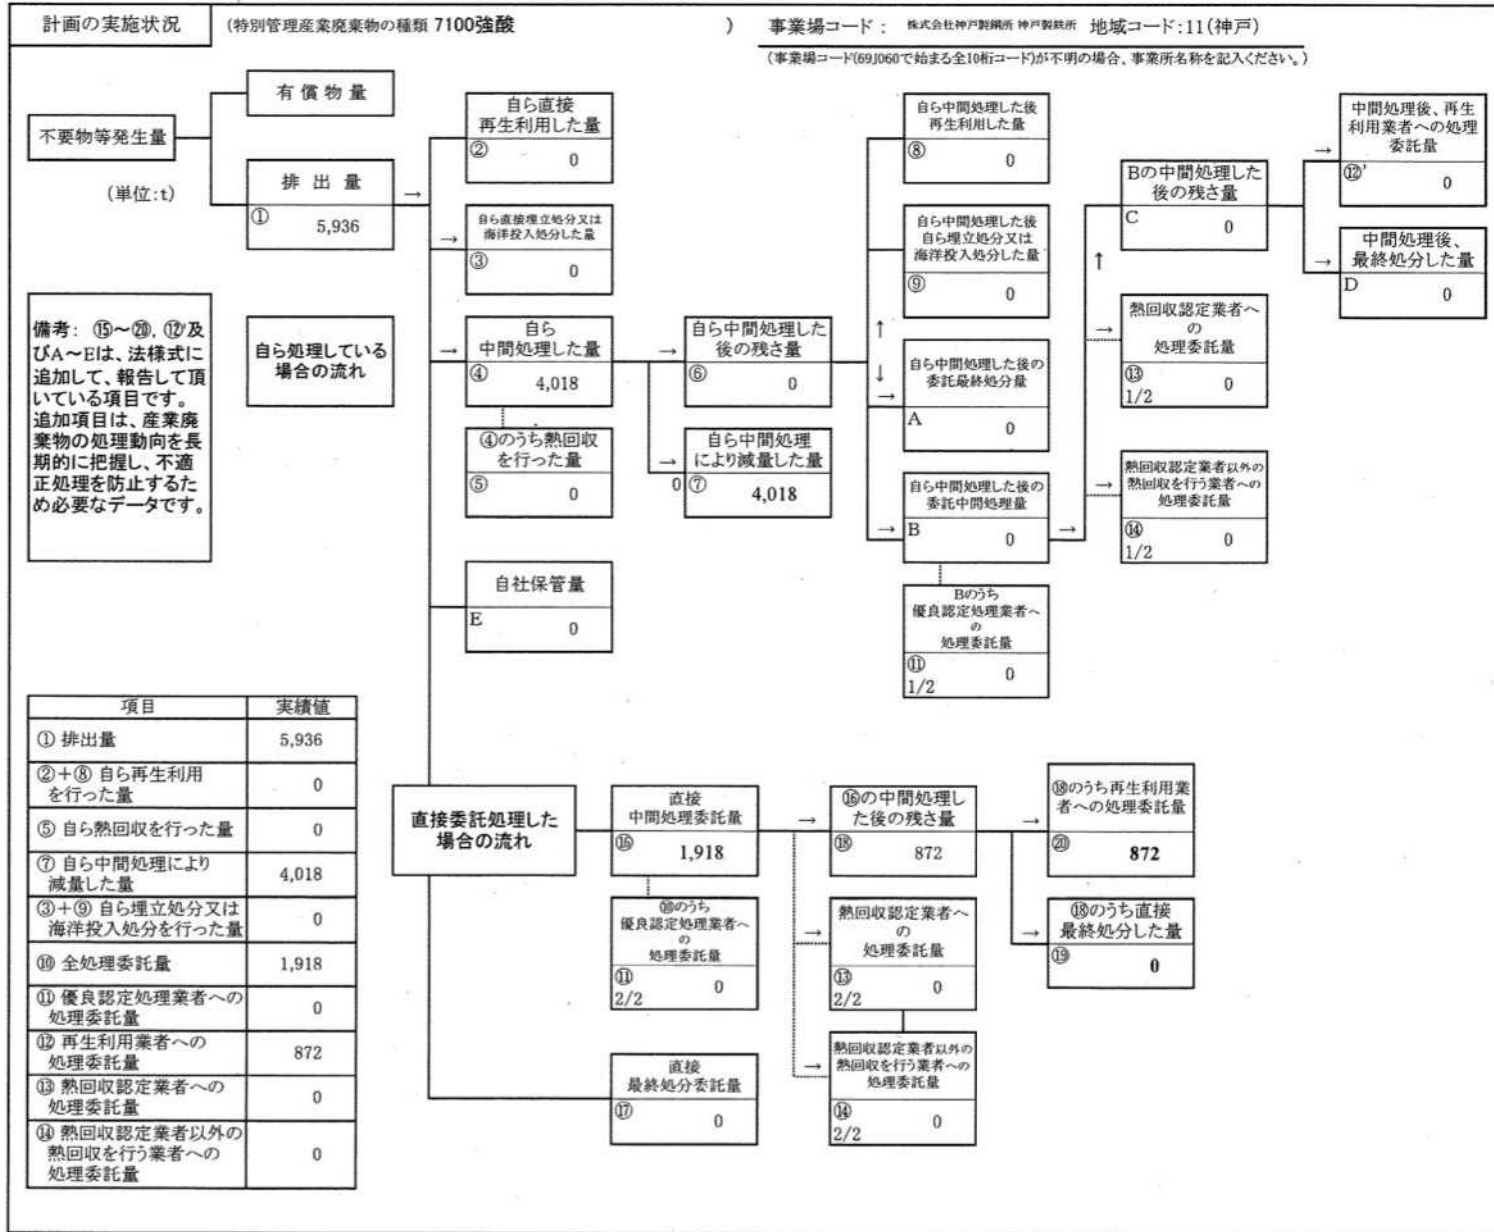 計画の実施状況
(特別管理産業廃棄物の種類 7100強酸 )
事業場コード: 株式会社神戸製鋼所 神戸製鉄所 地域コード:11(神戸)
(事業場コード(69J060で始まる全10桁コード)が不明の場合、事業所名称を記入ください。)
不要物等発生量
(単位:t)
有償物量
排出量
①
5,936
→
自ら直接
再生利用した量
②
0
→
自ら直接埋立処分又は
海洋投入処分した量
③
0
備考: ⑮~⑳, ⑫'及
びA~Eは、法様式に
追加して、報告して頂
いている項目です。
追加項目は、産業廃
棄物の処理動向を長
期的に把握し、不適
正処理を防止するた
め必要なデータです。
自ら処理している
場合の流れ
→
自ら
中間処理した量
④
4,018
④のうち熱回収
を行った量
⑤
0
自社保管量
E
0
→
自ら中間処理した
後の残さ量
⑥
0
→
0
自ら中間処理
により減量した量
⑦
4,018
自ら中間処理した後
再生利用した量
⑧
0
自ら中間処理した後
自ら埋立処分又は
海洋投入処分した量
⑨
0
↑
↓
→
自ら中間処理した後の
委託最終処分量
A
0
→
自ら中間処理した後の
委託中間処理量
B
0
Bのうち
優良認定処理業者へ
の
処理委託量
⑪
1/2
0
→
↑
Bの中間処理した
後の残さ量
C
0
→
熱回収認定業者へ
の
処理委託量
⑬
1/2
0
→
熱回収認定業者以外の
熱回収を行う業者への
処理委託量
⑭
1/2
0
→
中間処理後、再生
利用業者への処理
委託量
⑫'
0
→
中間処理後、
最終処分した量
D
0
項目 実績値
① 排出量 5,936
②+⑧ 自ら再生利用
を行った量
0
⑤ 自ら熱回収を行った量 0
⑦ 自ら中間処理により
減量した量
4,018
③+⑨ 自ら埋立処分又は
海洋投入処分を行った量
0
⑩ 全処理委託量 1,918
⑪ 優良認定処理業者への
処理委託量
0
⑫ 再生利用業者への
処理委託量
872
⑬ 熱回収認定業者への
処理委託量
0
⑭ 熱回収認定業者以外の
熱回収を行う業者への
処理委託量
0
直接委託処理した
場合の流れ
直接
中間処理委託量
⑯
1,918
のうち
優良認定処理業者へ
の
処理委託量
⑪
2/2
0
直接
最終処分委託量
⑰
0
→
⑯の中間処理し
た後の残さ量
⑱
872
→
熱回収認定業者へ
の
処理委託量
⑬
2/2
0
→
熱回収認定業者以外の
熱回収を行う業者への
処理委託量
⑭
2/2
0
→
⑱のうち再生利用業
者への処理委託量
⑳
872
→
⑱のうち直接
最終処分した量
⑲
0